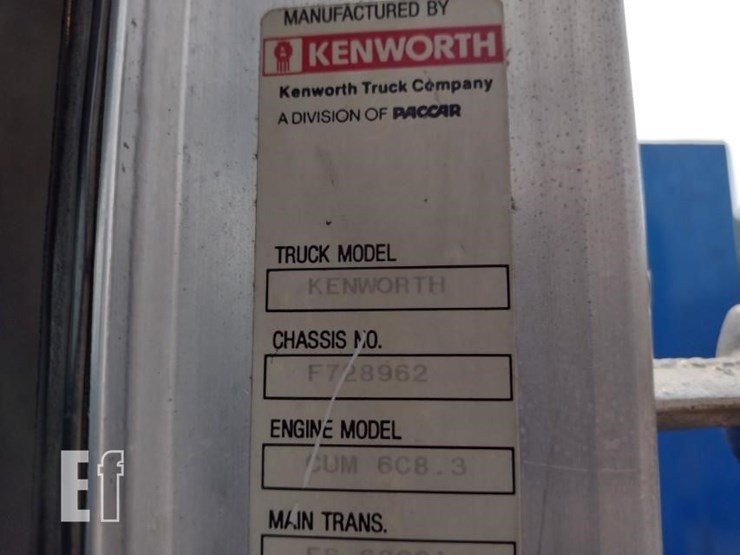 MANUFACTURED BY
KENWORTH
Kenworth Truck Company
A DIVISION OF PACCAR
TRUCK MODEL
KENWORTH
CHASSIS NO.
F728962
ENGINE MODEL
CUM 6C8.3
MAIN TRANS.
Ef